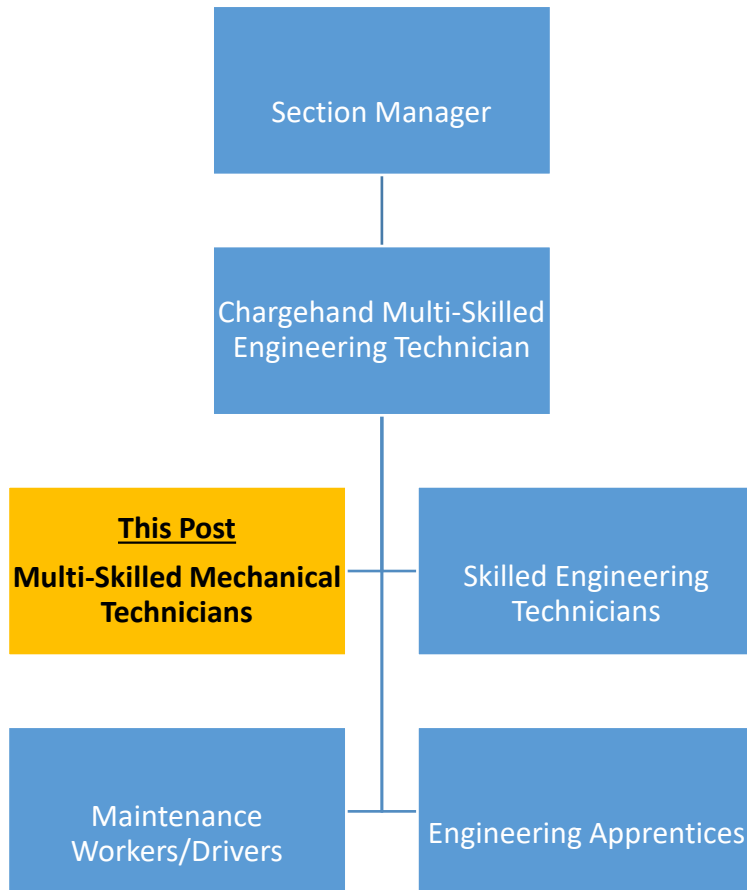 Section Manager
Chargehand Multi-Skilled
Engineering Technician
This Post
Multi-Skilled Mechanical
Technicians
Skilled Engineering
Technicians
Maintenance
Workers/Drivers
Engineering Apprentices